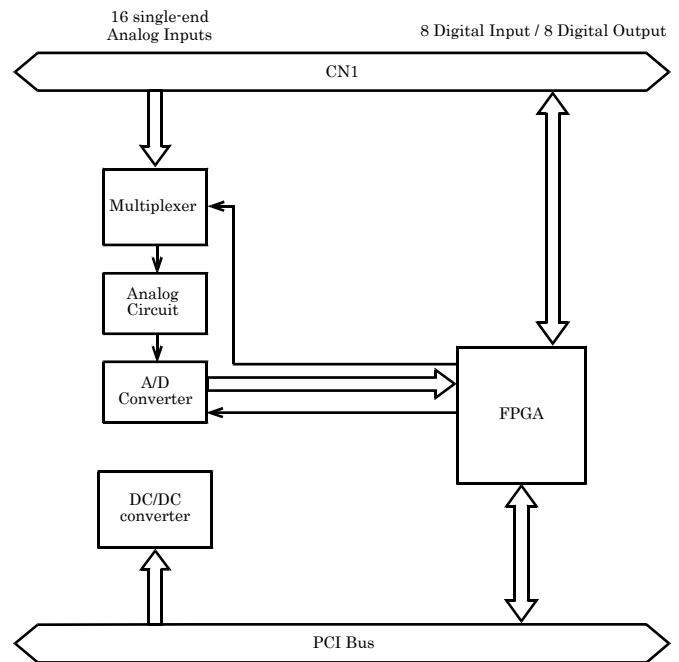 16 single-end
Analog Inputs
8 Digital Input / 8 Digital Output
CN1
Multiplexer
Analog
Circuit
A/D
Converter
FPGA
DC/DC
converter
PCI Bus